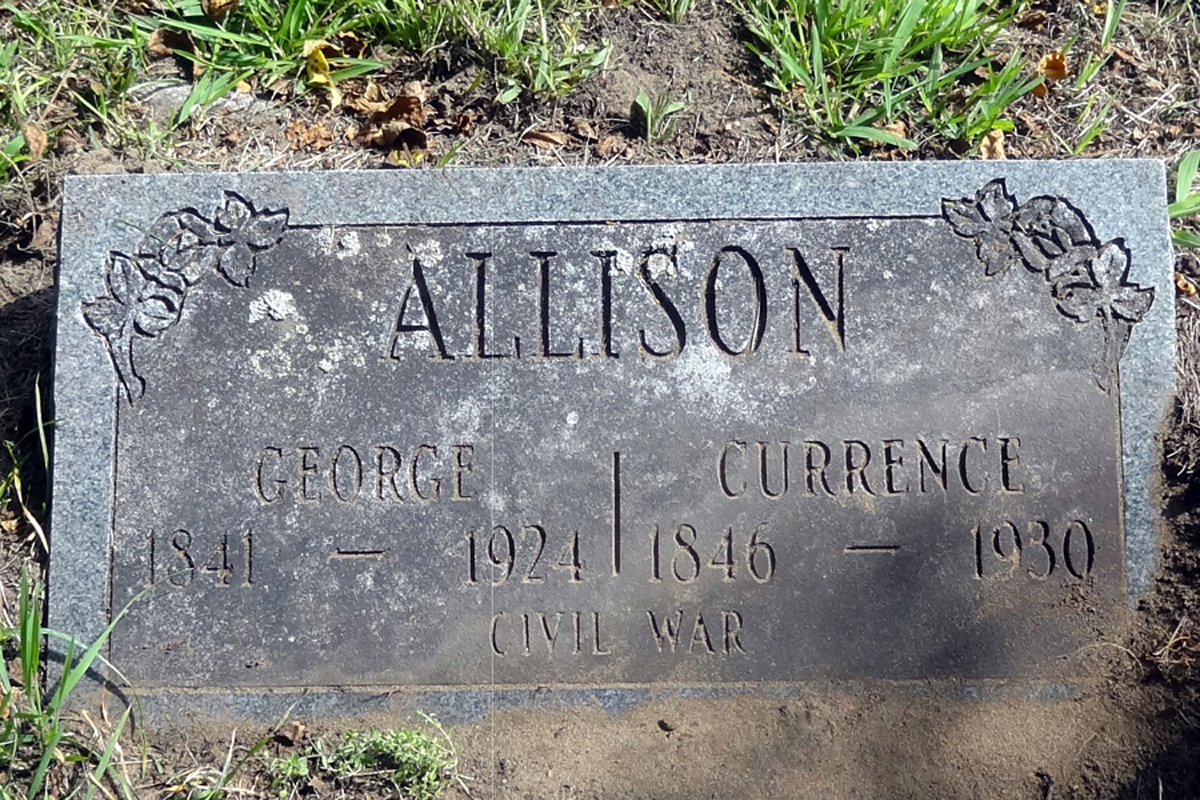 ALLISON
GEORGE CURRENCE
1841 — 1924 1846 — 1930
CIVIL WAR